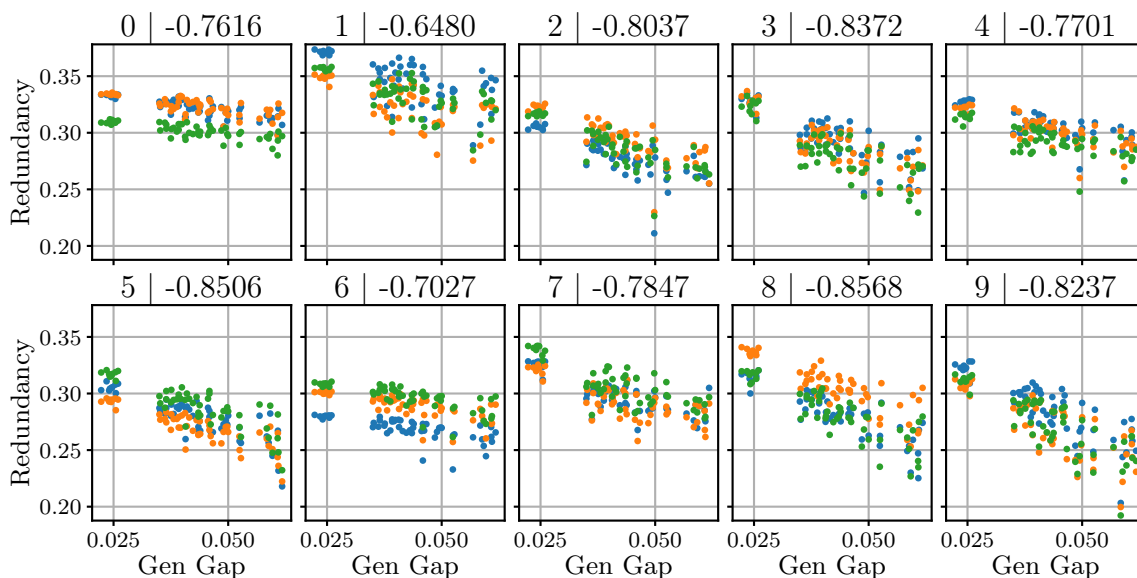 0 | -0.7616
1 | -0.6480
2 | -0.8037
3 | -0.8372
4 | -0.7701
Redundancy
0.35
0.30
0.25
0.20
5 | -0.8506
6 | -0.7027
7 | -0.7847
8 | -0.8568
9 | -0.8237
Redundancy
0.35
0.30
0.25
0.20
0.025 0.050
0.025 0.050
0.025 0.050
0.025 0.050
0.025 0.050
Gen Gap
Gen Gap
Gen Gap
Gen Gap
Gen Gap